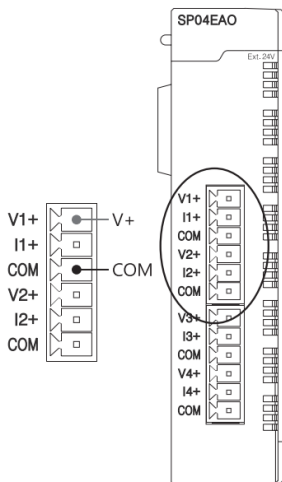 SP04EAO
Ext. 24V
V1+
I1+
COM
V2+
I2+
COM
V+
COM
V1+
I1+
COM
V2+
I2+
COM
V3+
I3+
COM
V4+
I4+
COM